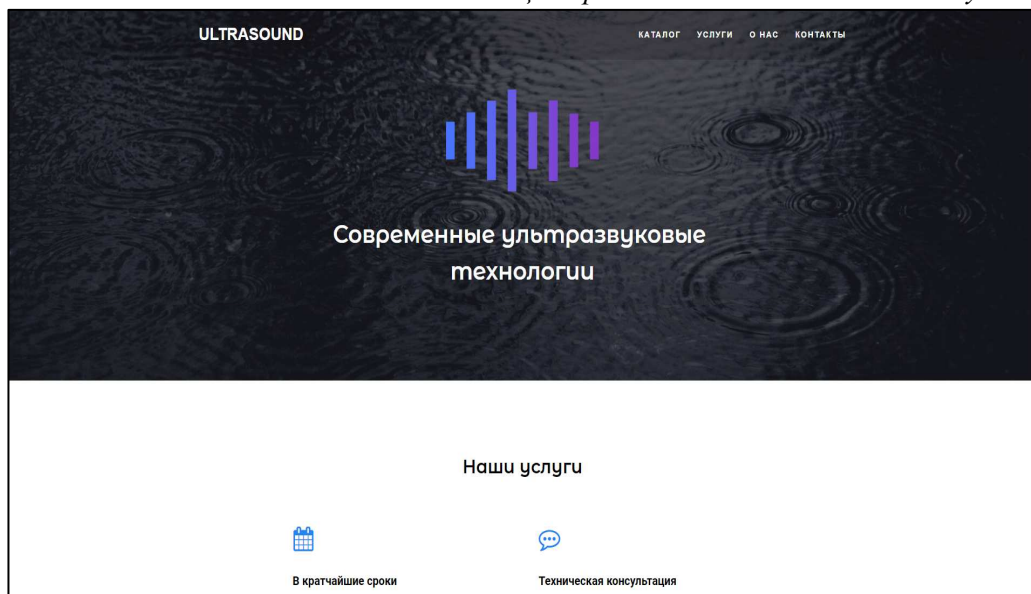 ULTRASOUND
КАТАЛОГ УСЛУГИ О НАС КОНТАКТЫ
Современные ультразвуковые
технологии
Наши услуги
В кратчайшие сроки
Техническая консультация